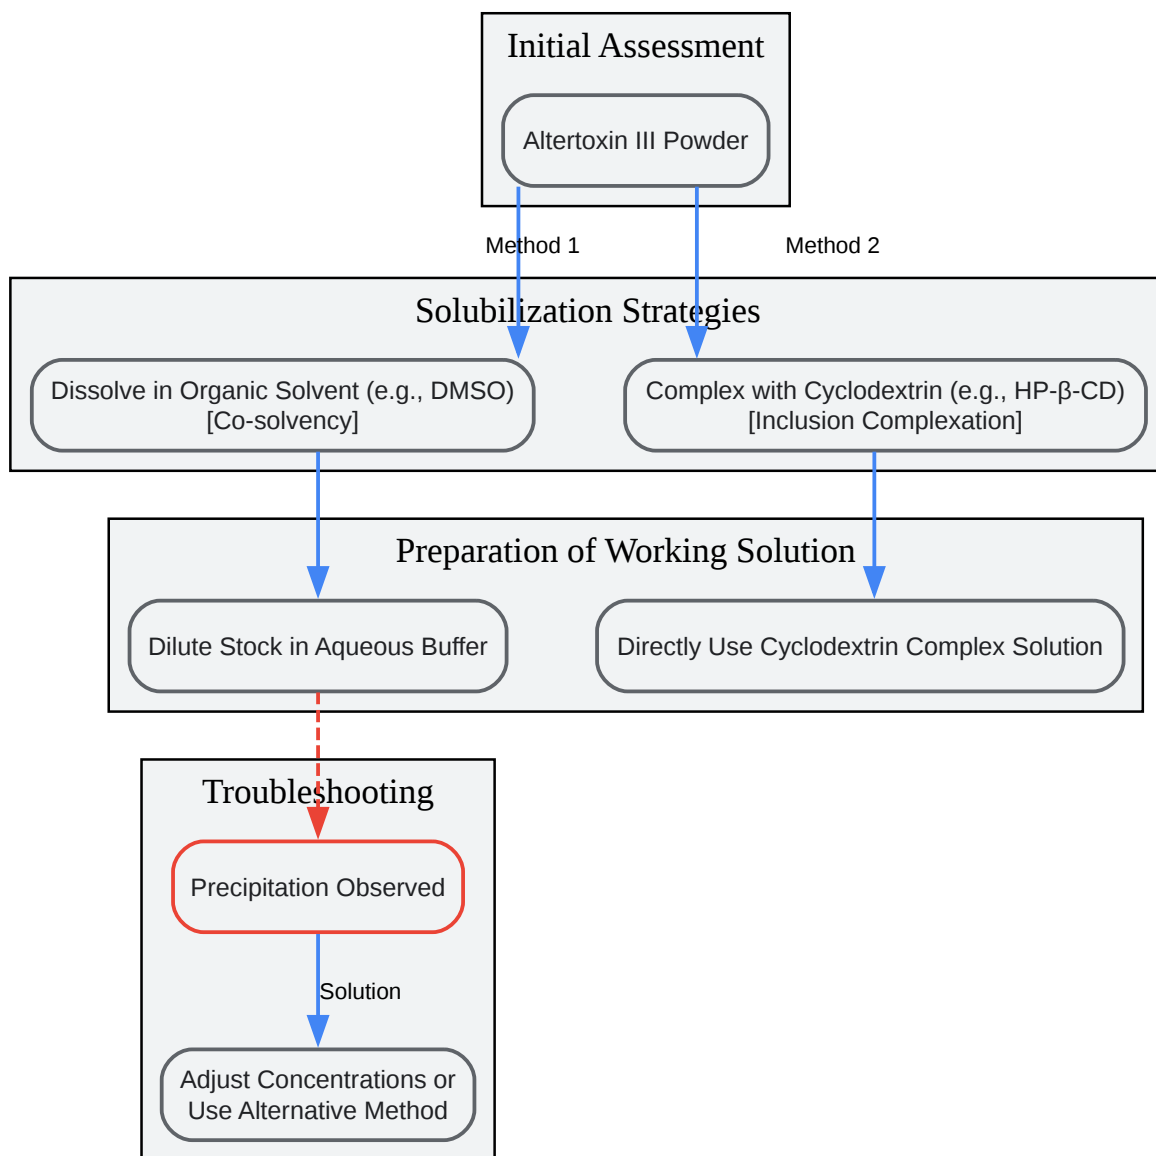 Initial Assessment
Altertoxin III Powder
Method 1
Method 2
Solubilization Strategies
Dissolve in Organic Solvent (e.g., DMSO)
[Co-solvency]
Complex with Cyclodextrin (e.g., HP-β-CD)
[Inclusion Complexation]
Preparation of Working Solution
Dilute Stock in Aqueous Buffer
Directly Use Cyclodextrin Complex Solution
Troubleshooting
Precipitation Observed
Solution
Adjust Concentrations or
Use Alternative Method